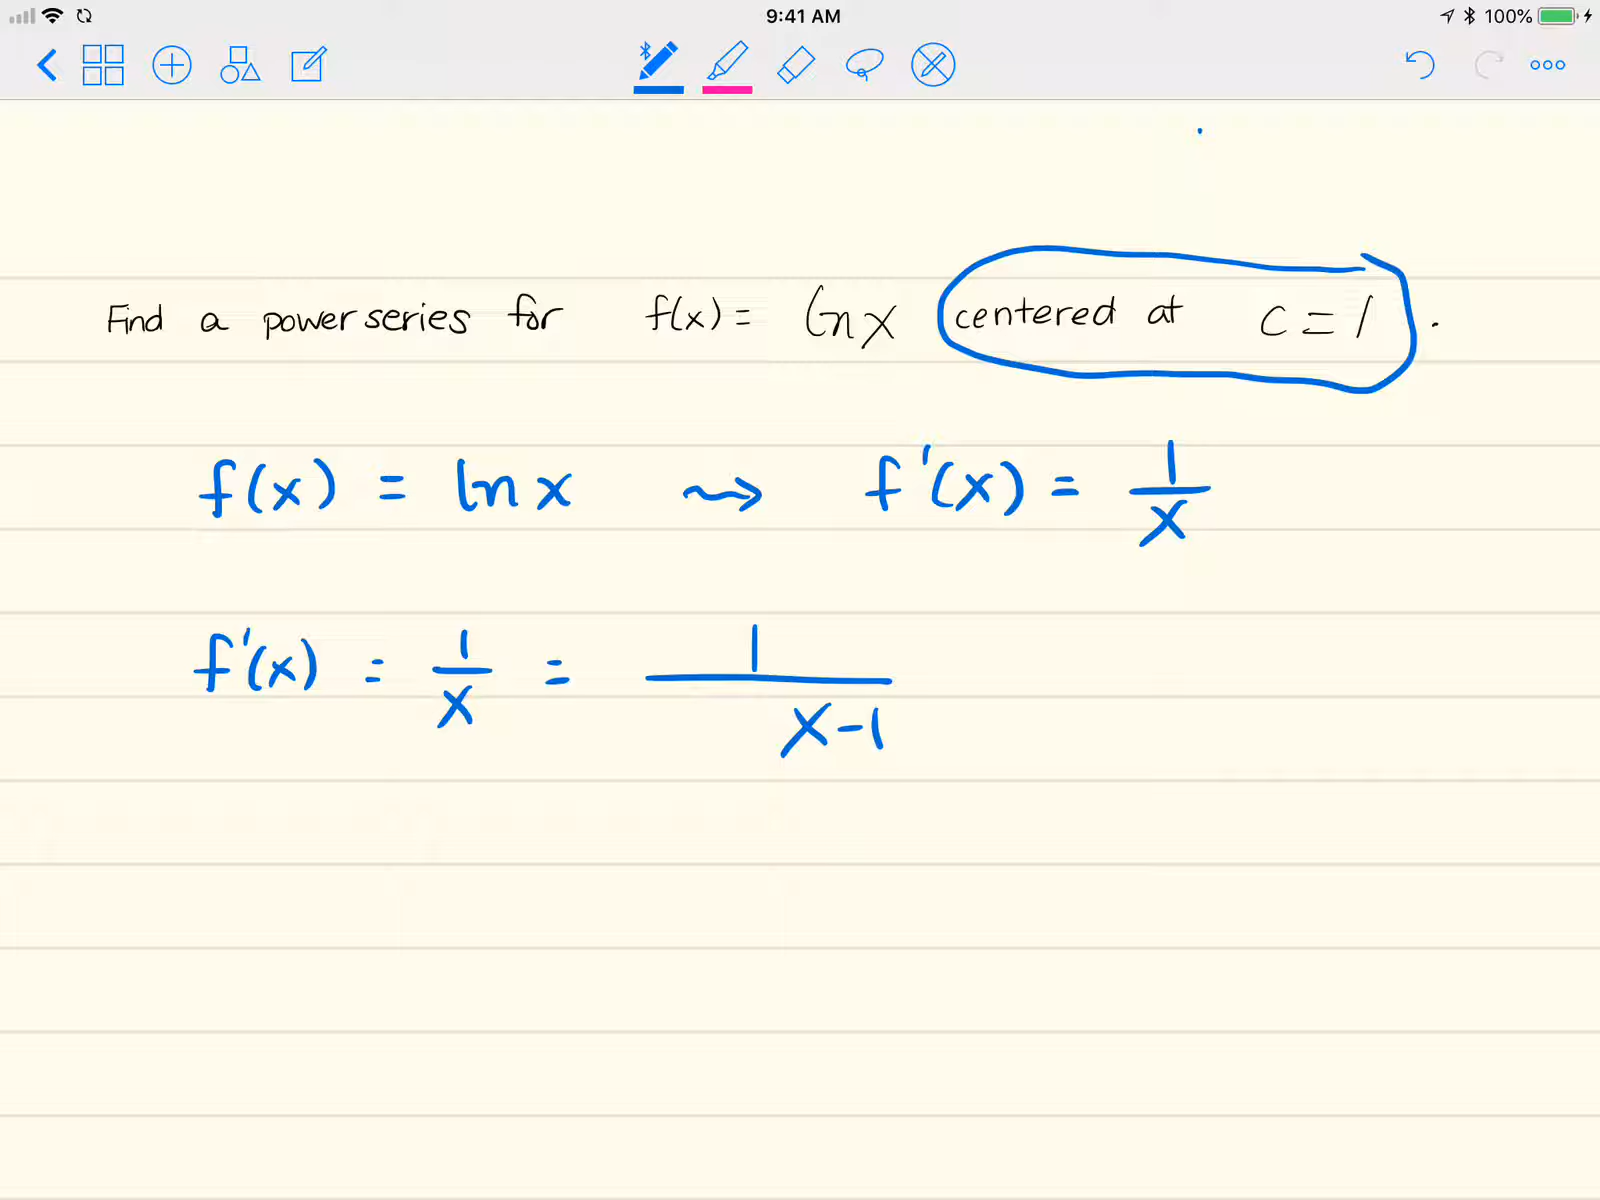 9:41 AM 100%
Find a power series for f(x) = ln x centered at c = 1 .
f(x) = ln x ⇝ f'(x) = 1/x
f'(x) = 1/x = 1/(x-1)